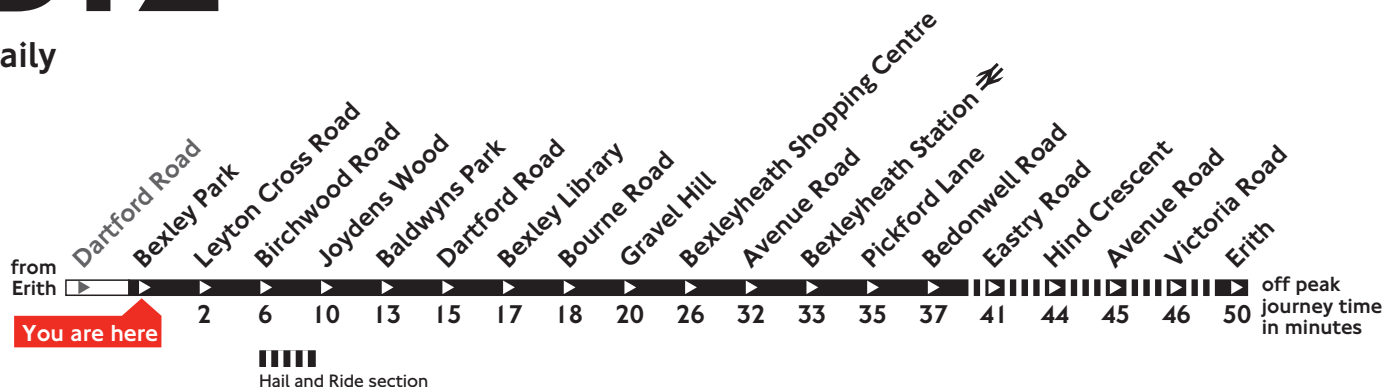 Dartford Road
Bexley Park
Leyton Cross Road
Birchwood Road
Joydens Wood
Baldwyns Park
Dartford Road
Bexley Library
Bourne Road
Gravel Hill
Bexleyheath Shopping Centre
Avenue Road
Bexleyheath Station
Pickford Lane
Bedonwell Road
Eastry Road
Hind Crescent
Avenue Road
Victoria Road
Erith
from
Erith
You are here
2 6 10 13 15 17 18 20 26 32 33 35 37 41 44 45 46 50
off peak
journey time
in minutes
Hail and Ride section